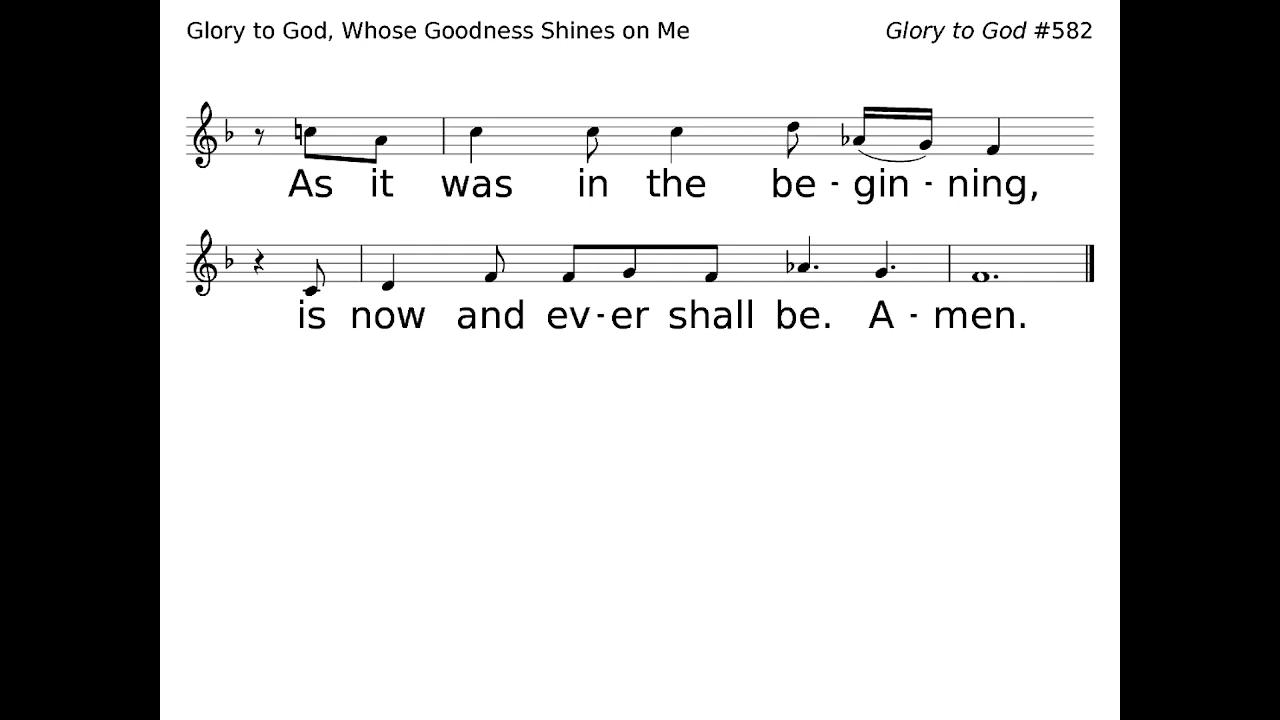 Glory to God, Whose Goodness Shines on Me Glory to God #582
As it was in the be - gin - ning,
is now and ev - er shall be. A - men.